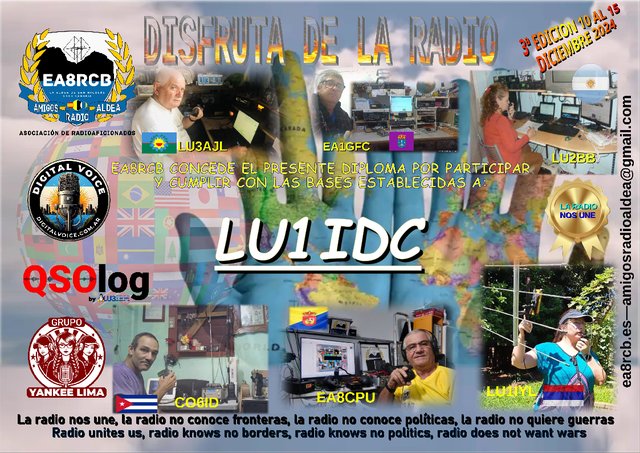 DISFRUTA DE LA RADIO
3ª EDICION 10 AL 15
DICIEMBRE 2024
EA8RCB
AMIGOS RADIO ALDEA
ASOCIACIÓN DE RADIOAFICIONADOS
LU3AJL
EA1GFC
LU2BB
EA8RCB CONCEDE EL PRESENTE DIPLOMA POR PARTICIPAR
Y CUMPLIR CON LAS BASES ESTABLECIDAS A:
DIGITAL VOICE
DIGITALVOICE.COM.AR
LA RADIO
NOS UNE
LU1IDC
QSOlog
by
GRUPO
YANKEE LIMA
CO6ID
EA8CPU
LU1IYL
ea8rcb.es—amigosradioaldea@gmail.com
La radio nos une, la radio no conoce fronteras, la radio no conoce políticas, la radio no quiere guerras
Radio unites us, radio knows no borders, radio knows no politics, radio does not want wars